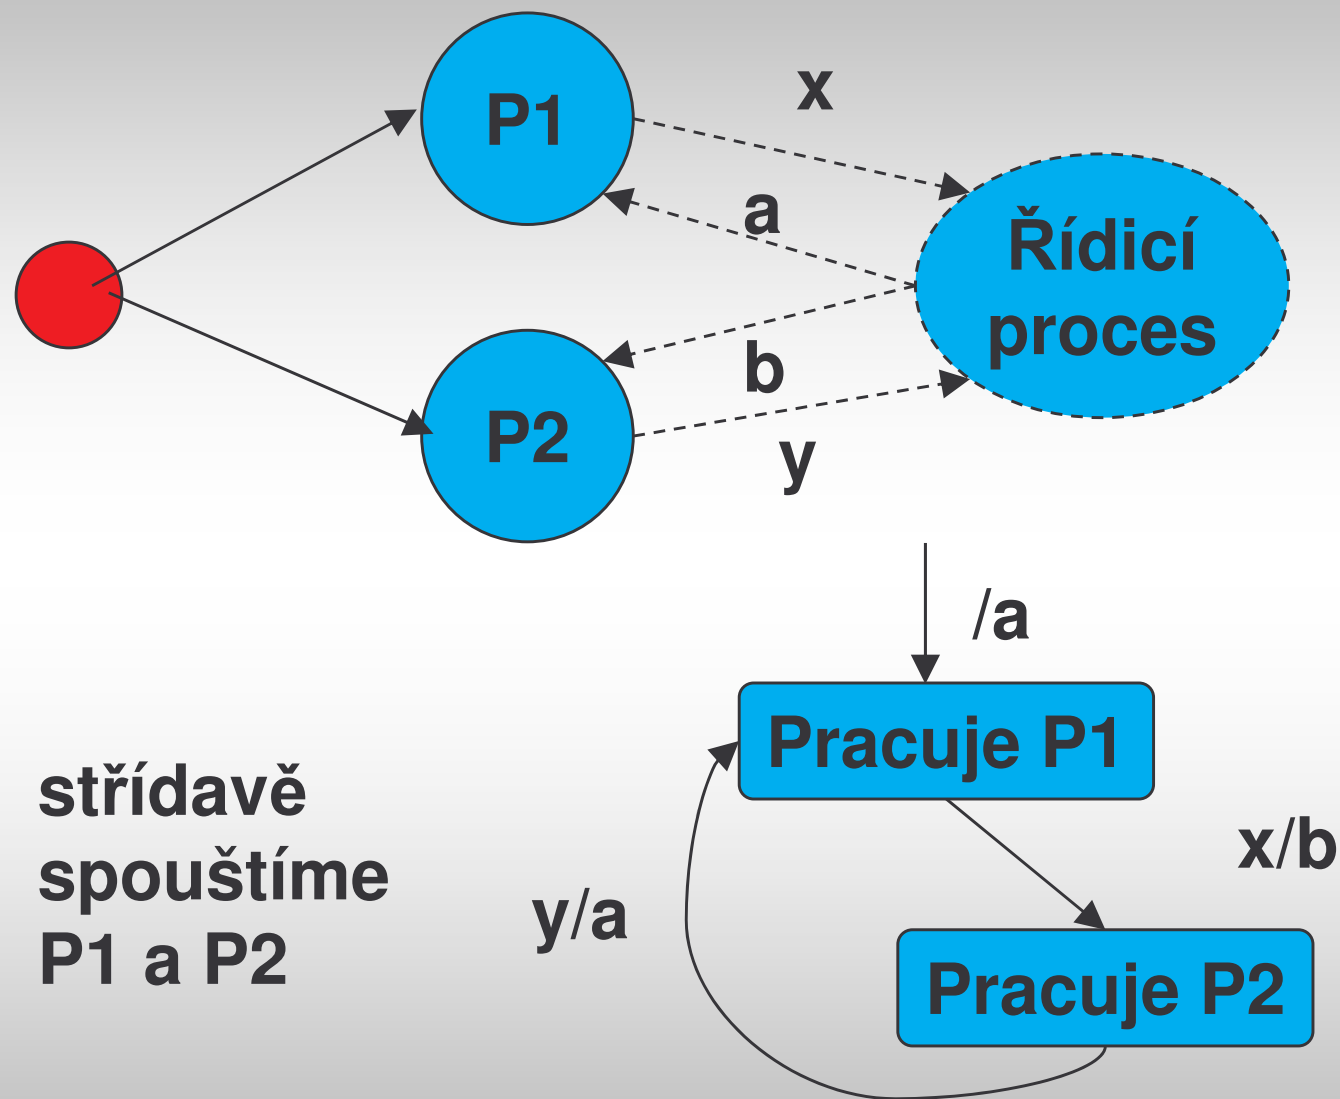 x
P1
a
Řídicí
proces
b
P2
y
/a
Pracuje P1
střídavě
spouštíme
P1 a P2
x/b
y/a
Pracuje P2